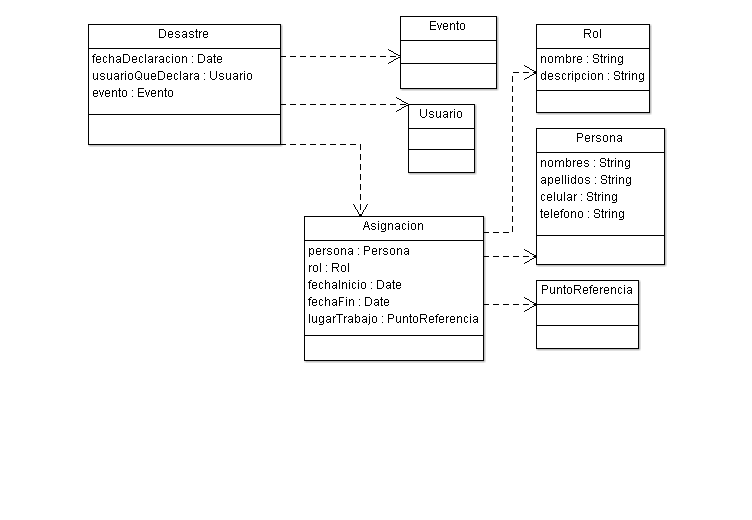 Desastre
fechaDeclaracion : Date
usuarioQueDeclara : Usuario
evento : Evento
Evento
Usuario
Rol
nombre : String
descripcion : String
Persona
nombres : String
apellidos : String
celular : String
telefono : String
Asignacion
persona : Persona
rol : Rol
fechaInicio : Date
fechaFin : Date
lugarTrabajo : PuntoReferencia
PuntoReferencia